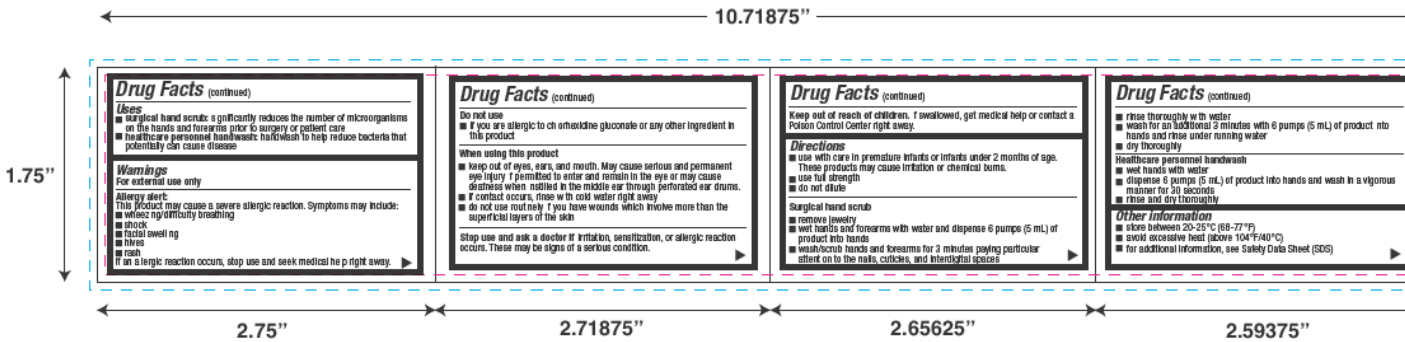 10.71875”
1.75”
Drug Facts (continued)
Uses
■ surgical hand scrub: s gnificantly reduces the number of microorganisms
on the hands and forearms prior to surgery or patient care
■ healthcare personnel handwash: handwash to help reduce bacteria that
potentially can cause disease
Warnings
For external use only
Allergy alert:
This product may cause a severe allergic reaction. Symptoms may include:
■ wheez ng/difficulty breathing
■ shock
■ facial swell ng
■ hives
■ rash
If an a lergic reaction occurs, stop use and seek medical he p right away.
Drug Facts (continued)
Do not use
■ if you are allergic to ch orhexidine gluconate or any other ingredient in
this product
When using this product
■ keep out of eyes, ears, and mouth. May cause serious and permanent
eye injury f permitted to enter and remain in the eye or may cause
deafness when nstilled in the middle ear through perforated ear drums.
■ if contact occurs, rinse with cold water right away
■ do not use rout nely f you have wounds which involve more than the
superficial layers of the skin
Stop use and ask a doctor if irritation, sensitization, or allergic reaction
occurs. These may be signs of a serious condition.
Drug Facts (continued)
Keep out of reach of children. f swallowed, get medical help or contact a
Poison Control Center right away.
Directions
■ use with care in premature infants or infants under 2 months of age.
These products may cause irritation or chemical burns.
■ use full strength
■ do not dilute
Surgical hand scrub
■ remove jewelry
■ wet hands and forearms with water and dispense 6 pumps (5 mL) of
product into hands
■ wash/scrub hands and forearms for 3 minutes paying particular
attent on to the nails, cuticles, and interdigital spaces
Drug Facts (continued)
■ rinse thoroughly w th water
■ wash for an additional 3 minutes with 6 pumps (5 mL) of product nto
hands and rinse under running water
■ dry thoroughly
Healthcare personnel handwash
■ wet hands with water
■ dispense 6 pumps (5 mL) of product into hands and wash in a vigorous
manner for 30 seconds
■ rinse and dry thoroughly
Other information
■ store between 20-25°C (68-77°F)
■ avoid excessive heat (above 104°F/40°C)
■ for additional information, see Safety Data Sheet (SDS)
2.75”
2.71875”
2.65625”
2.59375”